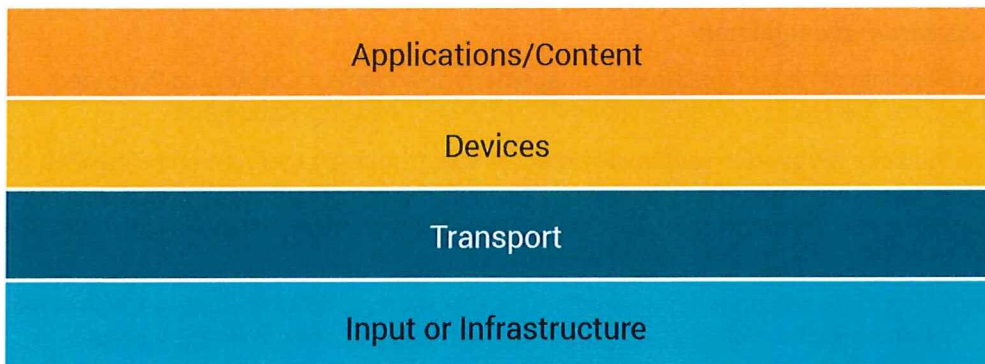 Applications/Content
Devices
Transport
Input or Infrastructure